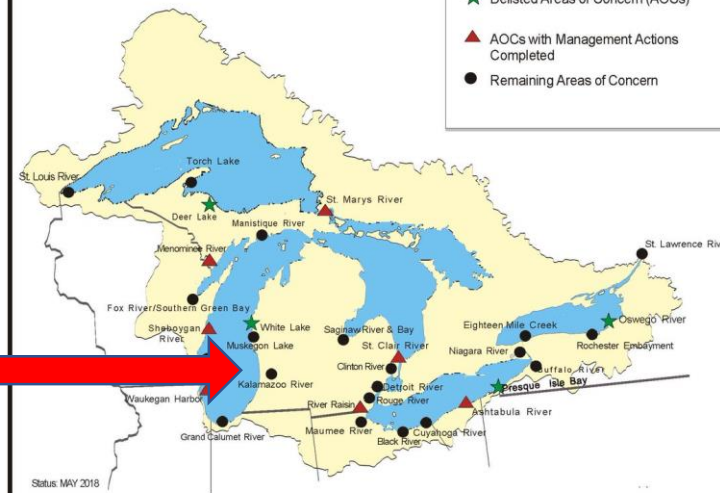 Delisted Areas of Concern (AOCs)
AOCs with Management Actions
Completed
Remaining Areas of Concern
Torch Lake
St. Louis River
St. Marys River
Deer Lake
Manistique River
Menominee River
St. Lawrence Riv
Fox River/Southern Green Bay
Sheboygan
River
White Lake
Muskegon Lake
Saginaw River & Bay
St. Clair River
Eighteen Mile Creek
Oswego River
Rochester Embayment
Niagara River
Clinton River
Buffalo River
Kalamazoo River
Detroit River
Presque Isle Bay
Waukegan Harbor
Rouge River
River Raisin
Ashtabula River
Grand Calumet River
Maumee River
Cuyahoga River
Black River
Status: MAY 2018